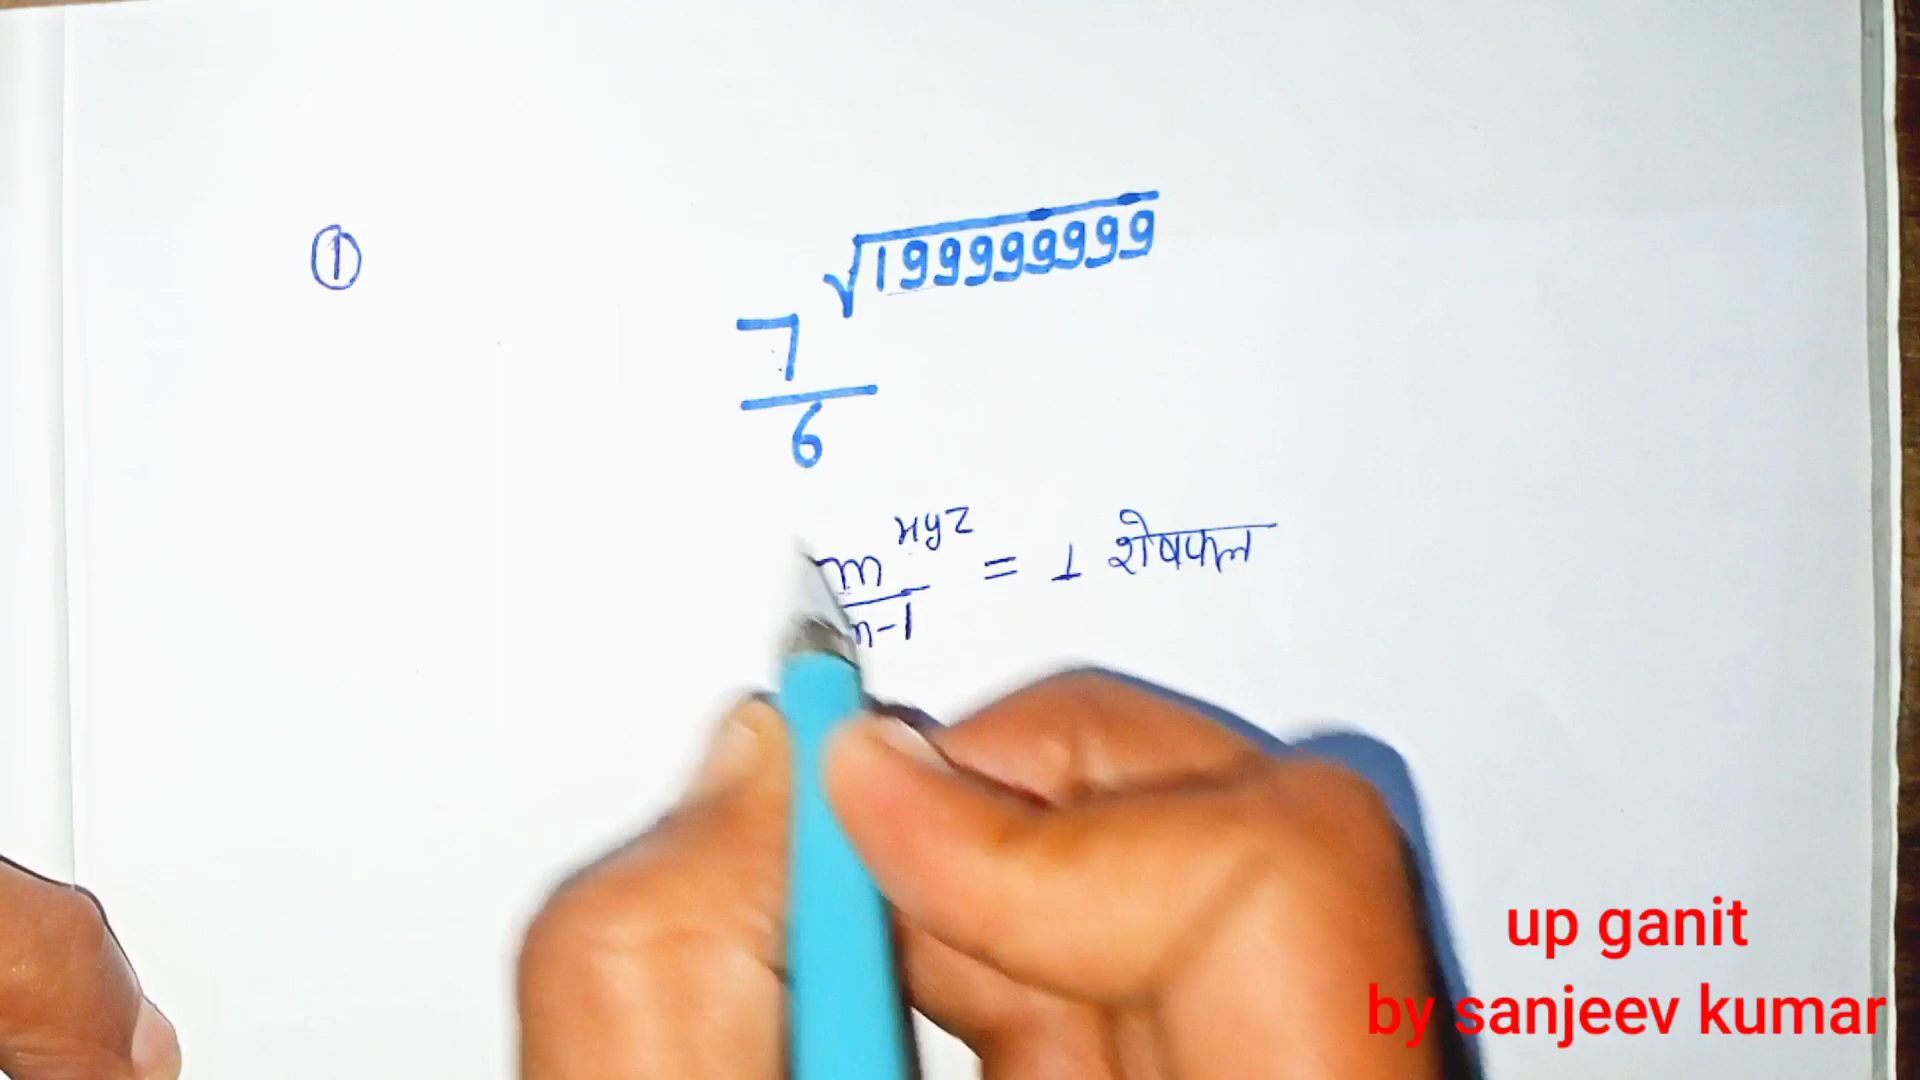 ①
√199999999
7
6
m^xyz = 1 शेषफल
m-1
up ganit
by sanjeev kumar